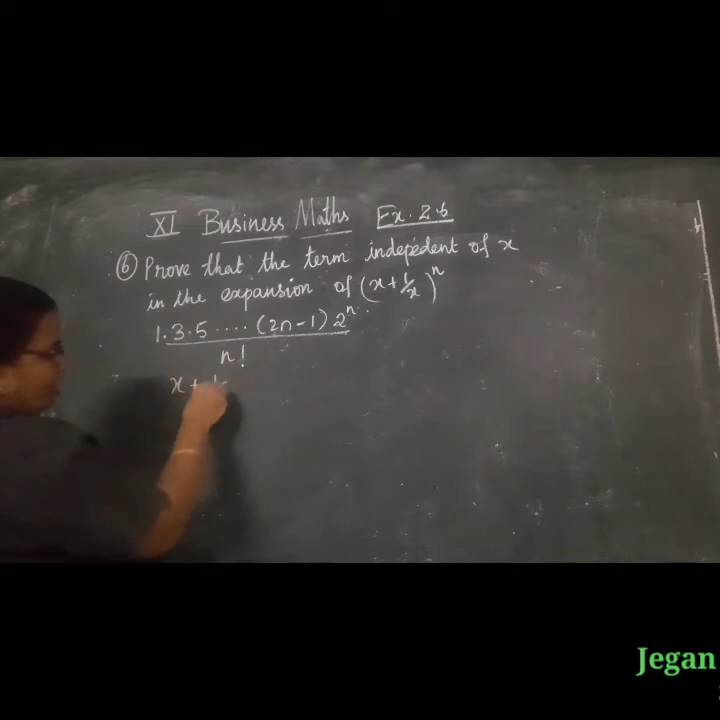 XI Business Maths Ex. 2.6
(6) Prove that the term indepedent of x
in the expansion of (x + 1/x)^n
1.3.5 .... (2n-1) 2^n
n!
x +
Jegan